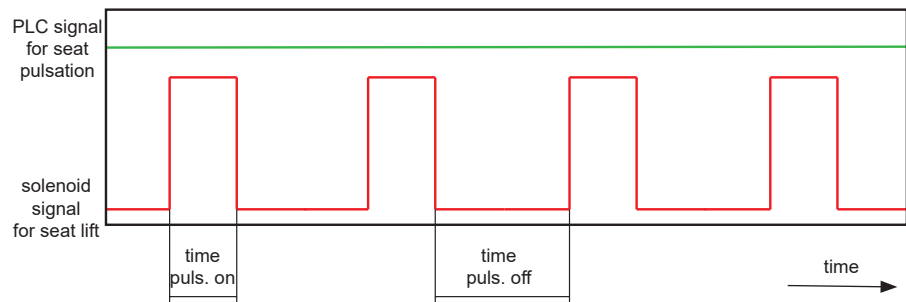 PLC signal
for seat
pulsation
solenoid
signal
for seat lift
time
puls. on
time
puls. off
time